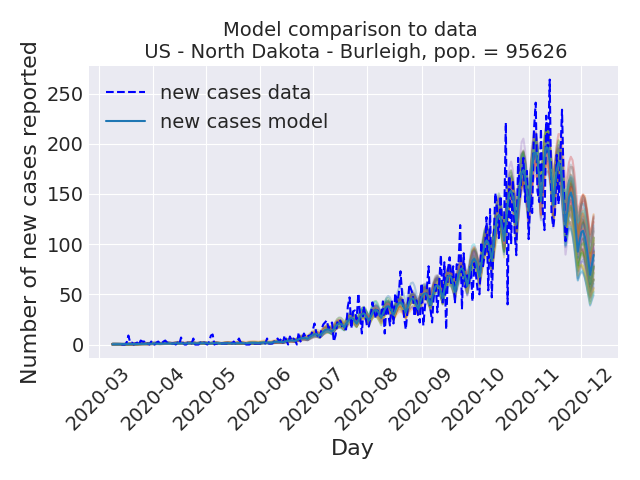 Model comparison to data
US - North Dakota - Burleigh, pop. = 95626
Number of new cases reported
250
200
150
100
50
0
new cases data
new cases model
2020-03
2020-04
2020-05
2020-06
2020-07
2020-08
2020-09
2020-10
2020-11
2020-12
Day